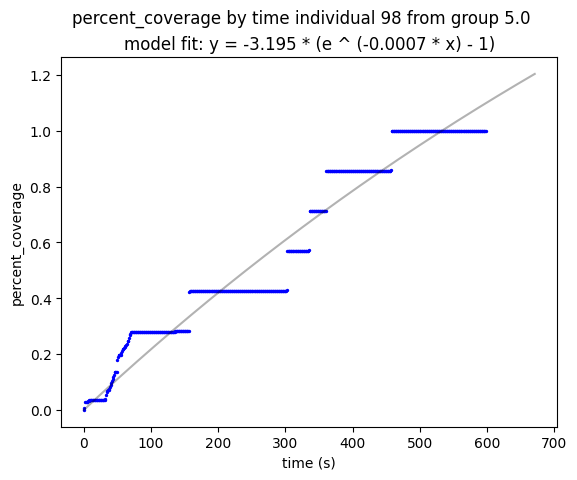 percent_coverage by time individual 98 from group 5.0
model fit: y = -3.195 * (e ^ (-0.0007 * x) - 1)
1.2
1.0
0.8
0.6
0.4
0.2
0.0
percent_coverage
0 100 200 300 400 500 600 700
time (s)